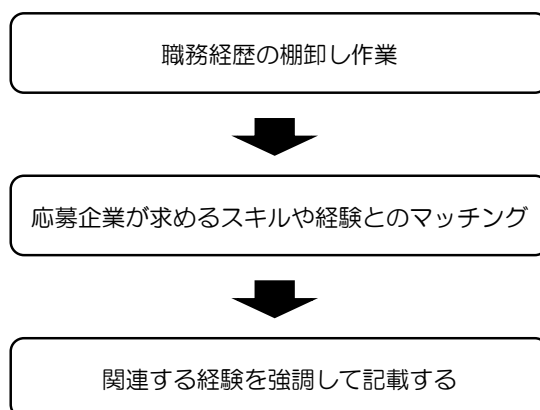 職務経歴の棚卸し作業
応募企業が求めるスキルや経験とのマッチング
関連する経験を強調して記載する